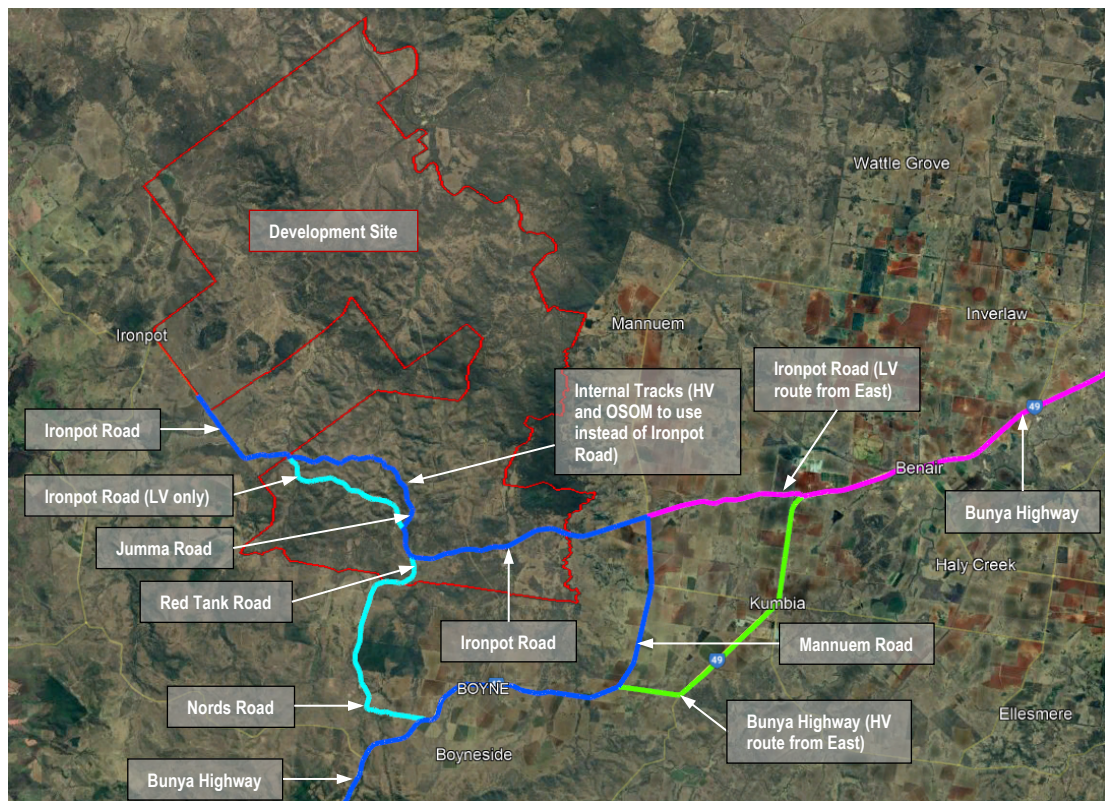 Wattle Grove
Development Site
Inverlaw
Mannuem
Ironpot
Ironpot Road (LV
route from East)
Internal Tracks (HV
and OSOM to use
instead of Ironpot
Road)
49
Ironpot Road
Benair
Ironpot Road (LV only)
Bunya Highway
Jumma Road
Haly Creek
Red Tank Road
Kumbia
Ironpot Road
Mannuem Road
49
BOYNE
Nords Road
Ellesmere
Bunya Highway (HV
route from East)
Boyneside
Bunya Highway